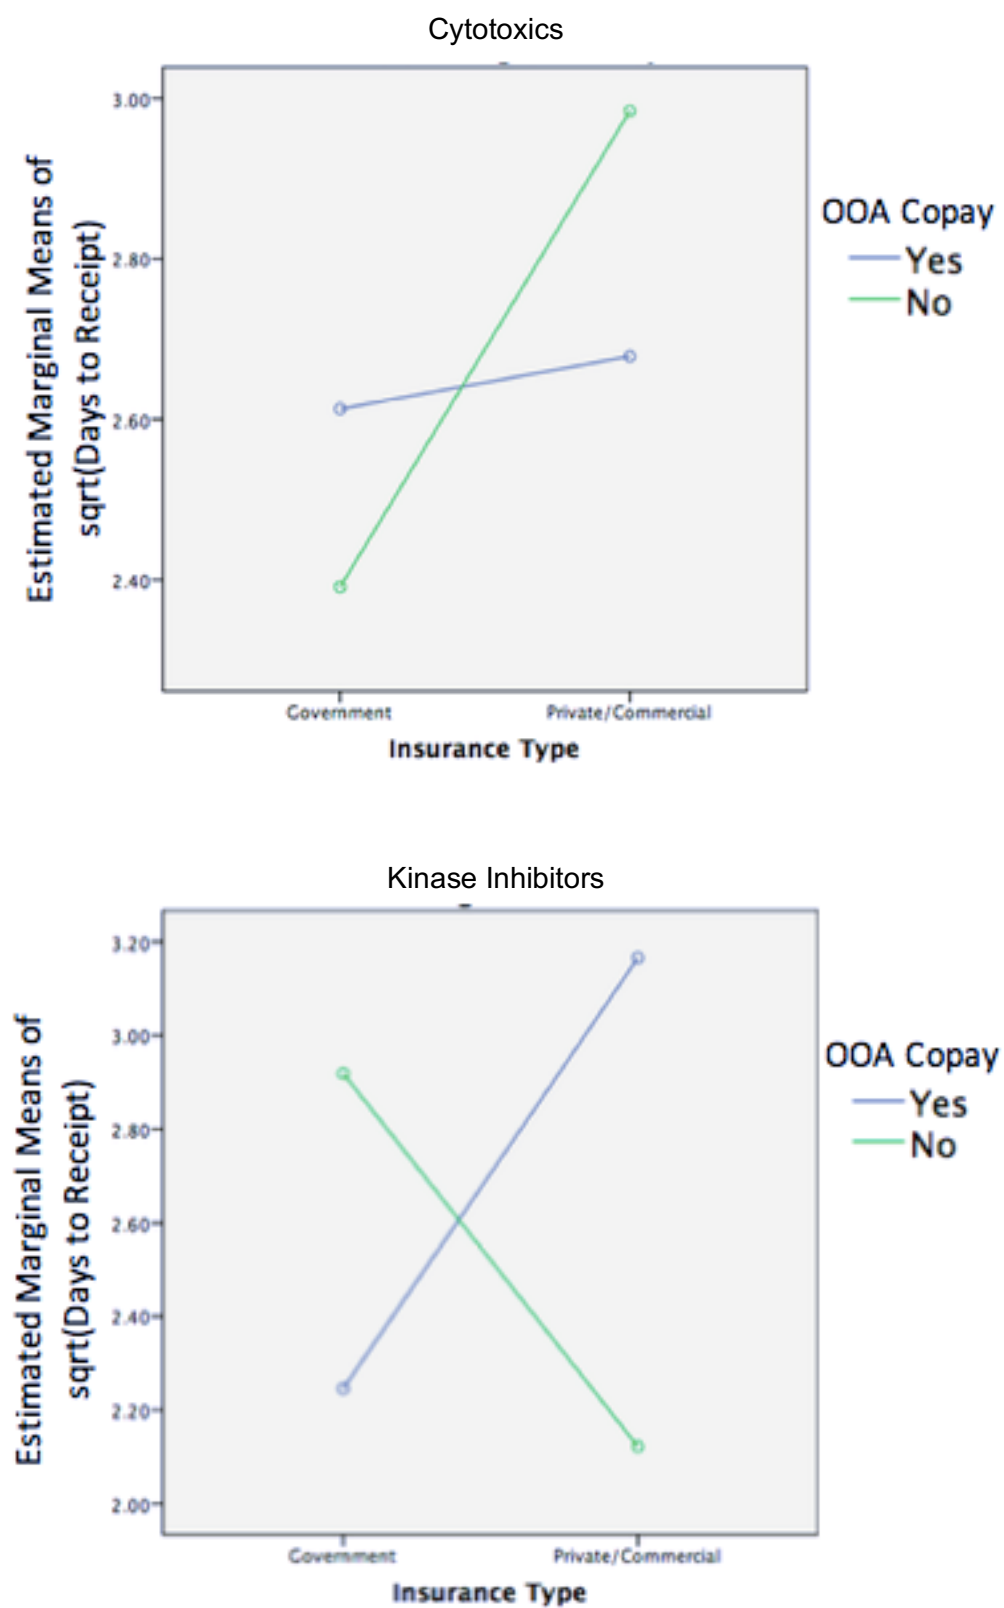 Cytotoxics
3.00
2.80
2.60
2.40
Estimated Marginal Means of
sqrt(Days to Receipt)
OOA Copay
Yes
No
Government
Private/Commercial
Insurance Type
Kinase Inhibitors
3.20
3.00
2.80
2.60
2.40
2.20
2.00
Estimated Marginal Means of
sqrt(Days to Receipt)
OOA Copay
Yes
No
Government
Private/Commercial
Insurance Type